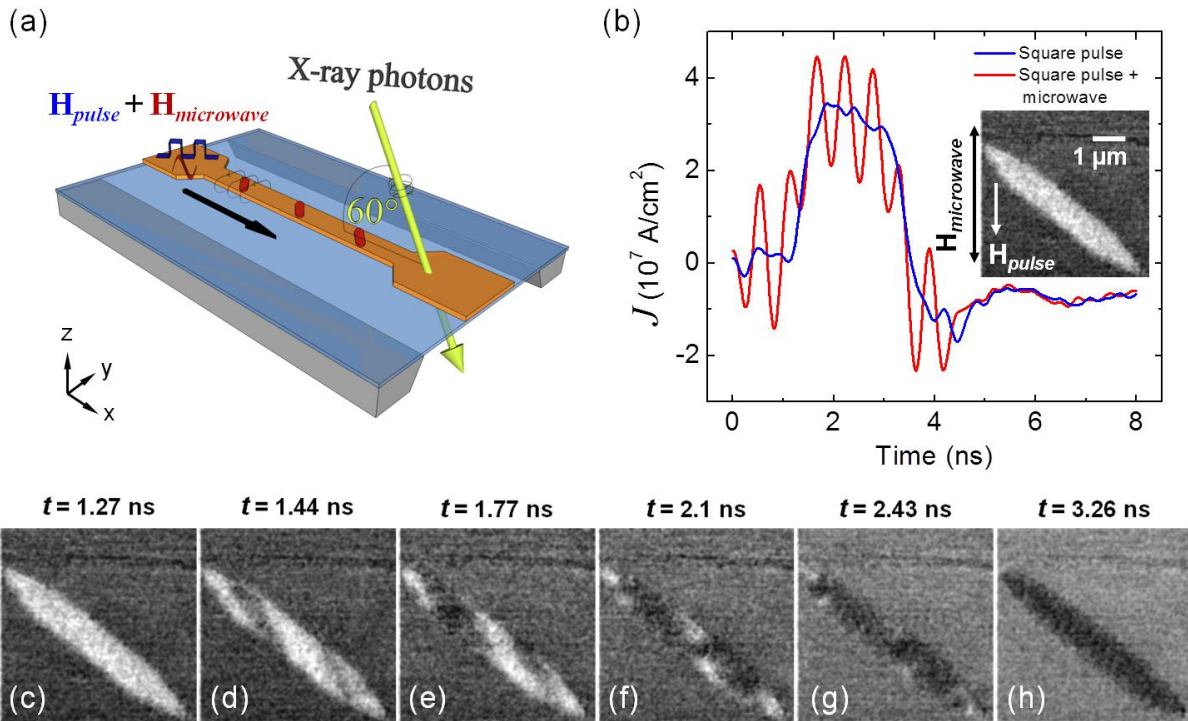 (a)
X-ray photons
H_pulse + H_microwave
60°
z
y
x
(b)
J (10^7 A/cm^2)
4
2
0
-2
0
2
4
6
8
Time (ns)
Square pulse
Square pulse +
microwave
1 μm
H_microwave
H_pulse
t = 1.27 ns
t = 1.44 ns
t = 1.77 ns
t = 2.1 ns
t = 2.43 ns
t = 3.26 ns
(c)
(d)
(e)
(f)
(g)
(h)